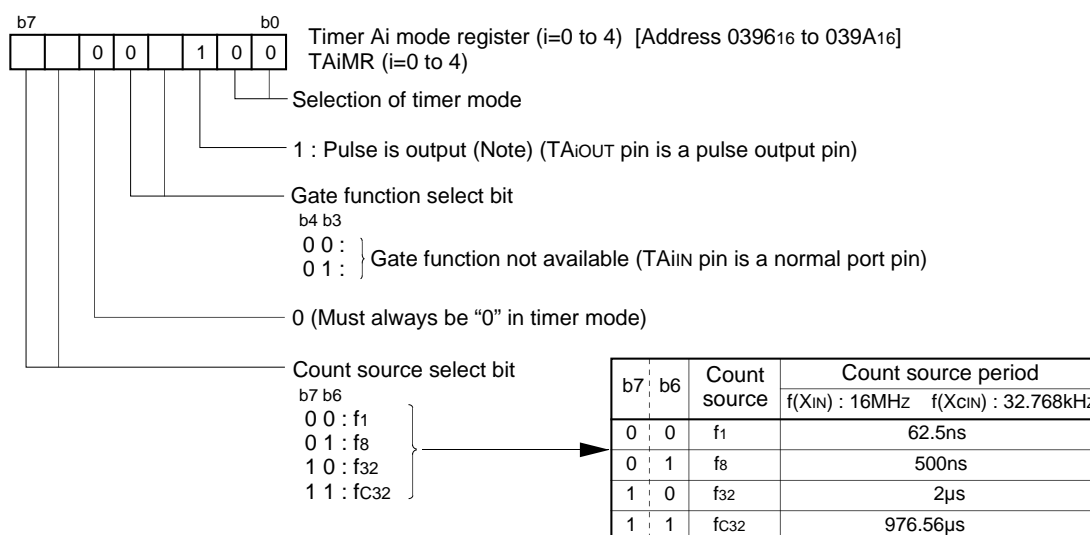 b7 b0
0 0 1 0 0
Timer Ai mode register (i=0 to 4) [Address 039616 to 039A16]
TAiMR (i=0 to 4)
Selection of timer mode
1 : Pulse is output (Note) (TAiOUT pin is a pulse output pin)
Gate function select bit
b4 b3
0 0 :
0 1 :
Gate function not available (TAiIN pin is a normal port pin)
0 (Must always be “0” in timer mode)
Count source select bit
b7 b6
0 0 : f1
0 1 : f8
1 0 : f32
1 1 : fC32
b7 b6 Count source Count source period
f(XIN) : 16MHz f(XCIN) : 32.768kHz
0 0 f1 62.5ns
0 1 f8 500ns
1 0 f32 2µs
1 1 fC32 976.56µs